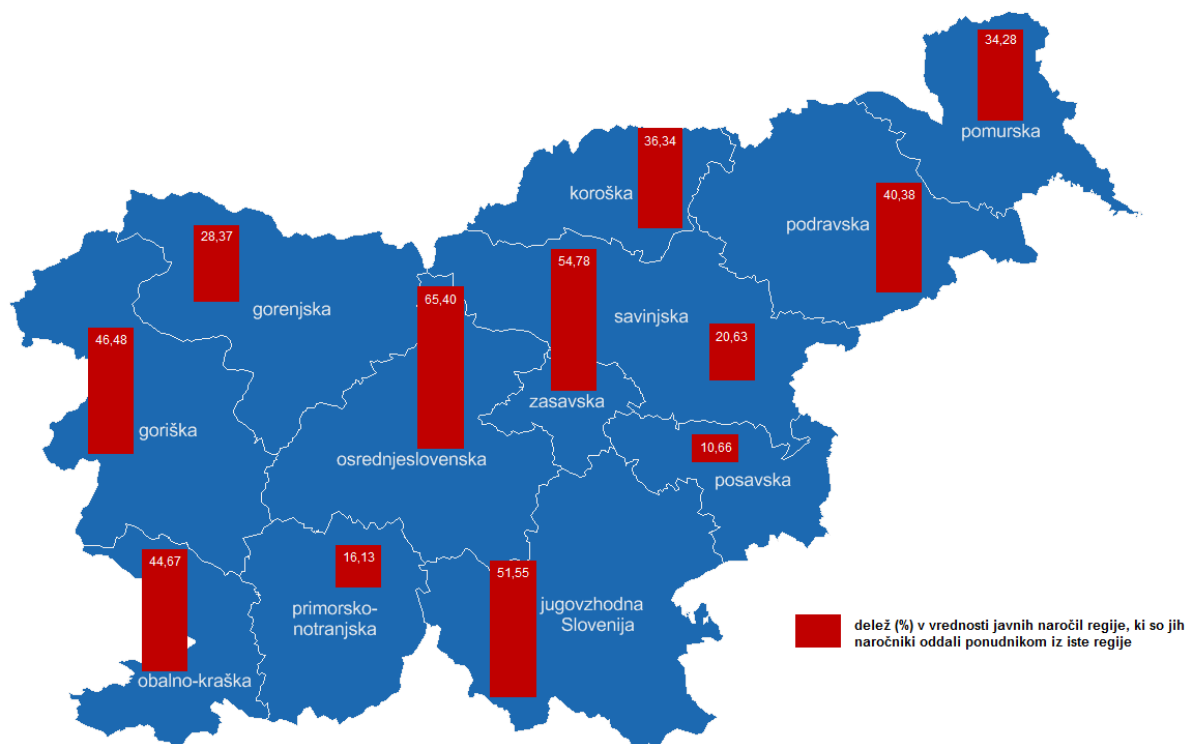 34,28
pomurska
36,34
koroška
40,38
podravska
28,37
gorenjska
54,78
savinjska
65,40
20,63
46,48
zasavska
goriška
osrednjeslovenska
10,66
posavska
44,67
16,13
51,55
primorsko-
notranjska
jugovzhodna
Slovenija
obalno-kraška
delež (%) v vrednosti javnih naročil regije, ki so jih
naročniki oddali ponudnikom iz iste regije